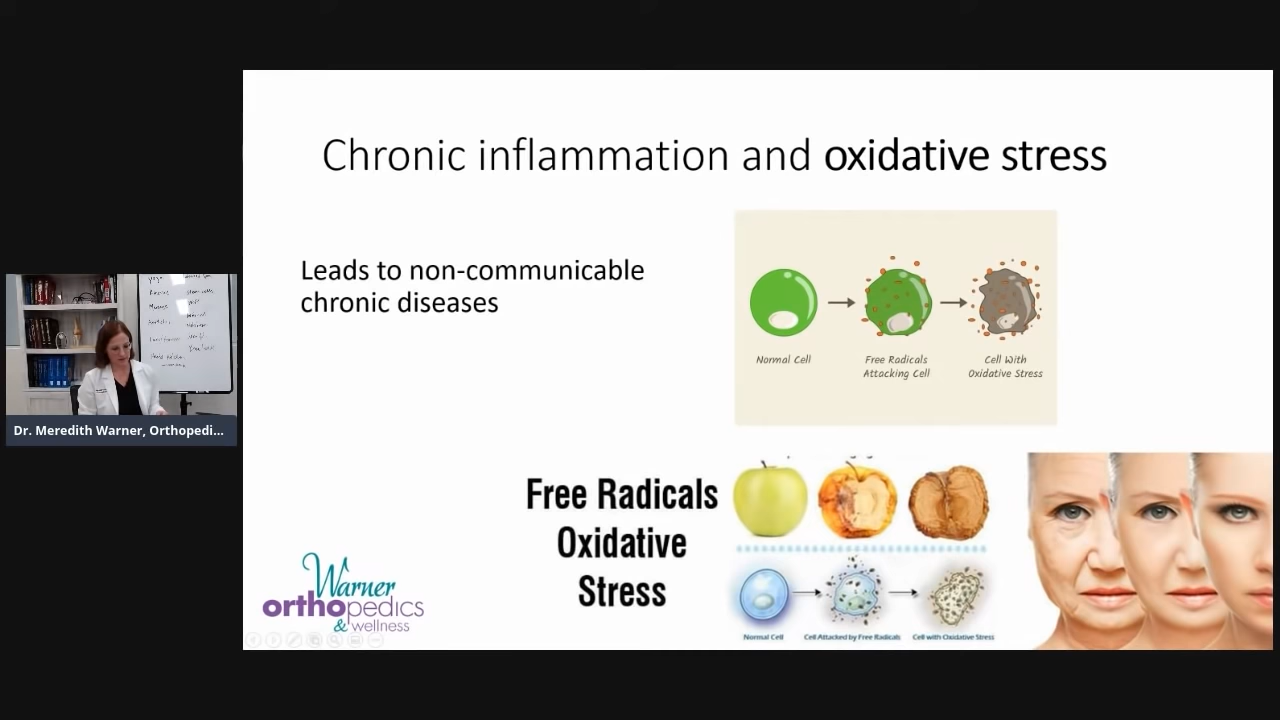 Chronic inflammation and oxidative stress
Leads to non-communicable
chronic diseases
Normal Cell
Free Radicals
Attacking Cell
Cell With
Oxidative Stress
Free Radicals
Oxidative
Stress
Normal Cell
Cell Attacked by Free Radicals
Cell with Oxidative Stress
Warner
orthopedics
& wellness
Dr. Meredith Warner, Orthopedi...